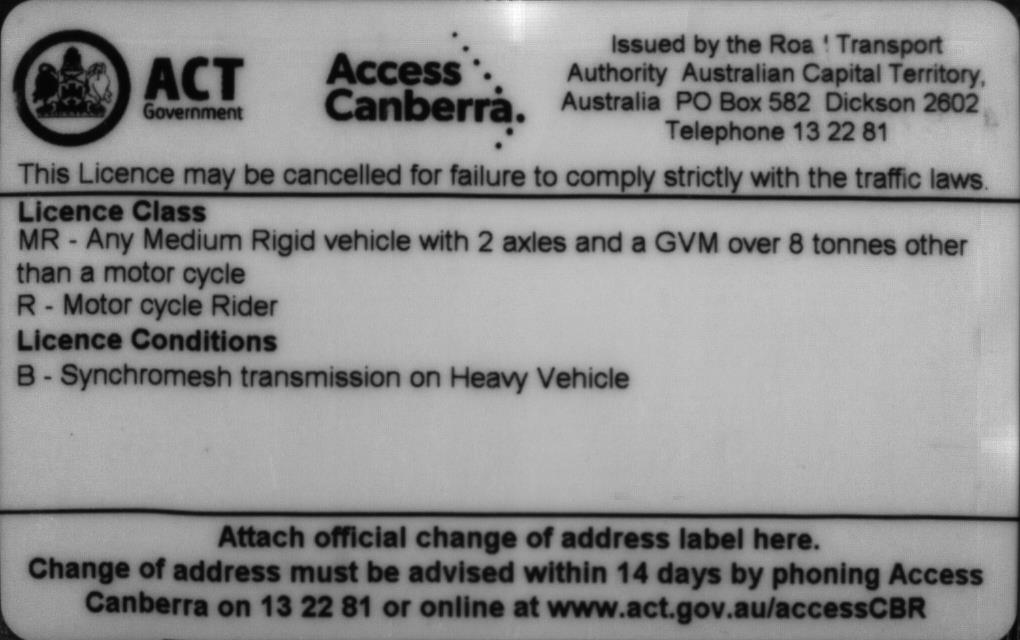 ACT
Government
Access
Canberra.
Issued by the Roa ' Transport
Authority Australian Capital Territory,
Australia PO Box 582 Dickson 2602
Telephone 13 22 81
This Licence may be cancelled for failure to comply strictly with the traffic laws.
Licence Class
MR - Any Medium Rigid vehicle with 2 axles and a GVM over 8 tonnes other
than a motor cycle
R - Motor cycle Rider
Licence Conditions
B - Synchromesh transmission on Heavy Vehicle
Attach official change of address label here.
Change of address must be advised within 14 days by phoning Access
Canberra on 13 22 81 or online at www.act.gov.au/accessCBR